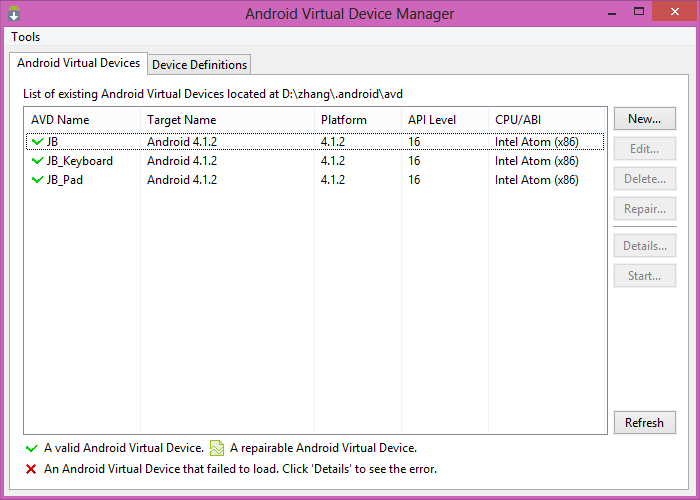 Android Virtual Device Manager
Tools
Android Virtual Devices Device Definitions
List of existing Android Virtual Devices located at D:\zhang\.android\avd
AVD Name Target Name Platform API Level CPU/ABI New...
JB Android 4.1.2 4.1.2 16 Intel Atom (x86) Edit...
JB_Keyboard Android 4.1.2 4.1.2 16 Intel Atom (x86)
JB_Pad Android 4.1.2 4.1.2 16 Intel Atom (x86) Delete...
Repair...
Details...
Start...
Refresh
A valid Android Virtual Device. A repairable Android Virtual Device.
An Android Virtual Device that failed to load. Click 'Details' to see the error.